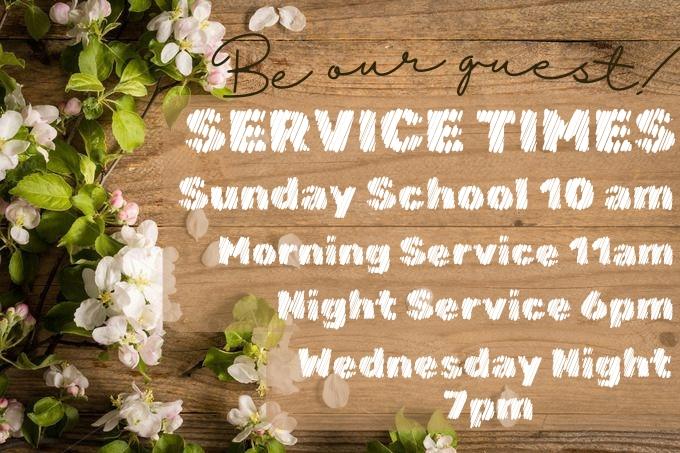 Be our guest!
SERVICE TIMES
Sunday School 10 am
Morning Service 11am
Night Service 6pm
Wednesday Night
7pm